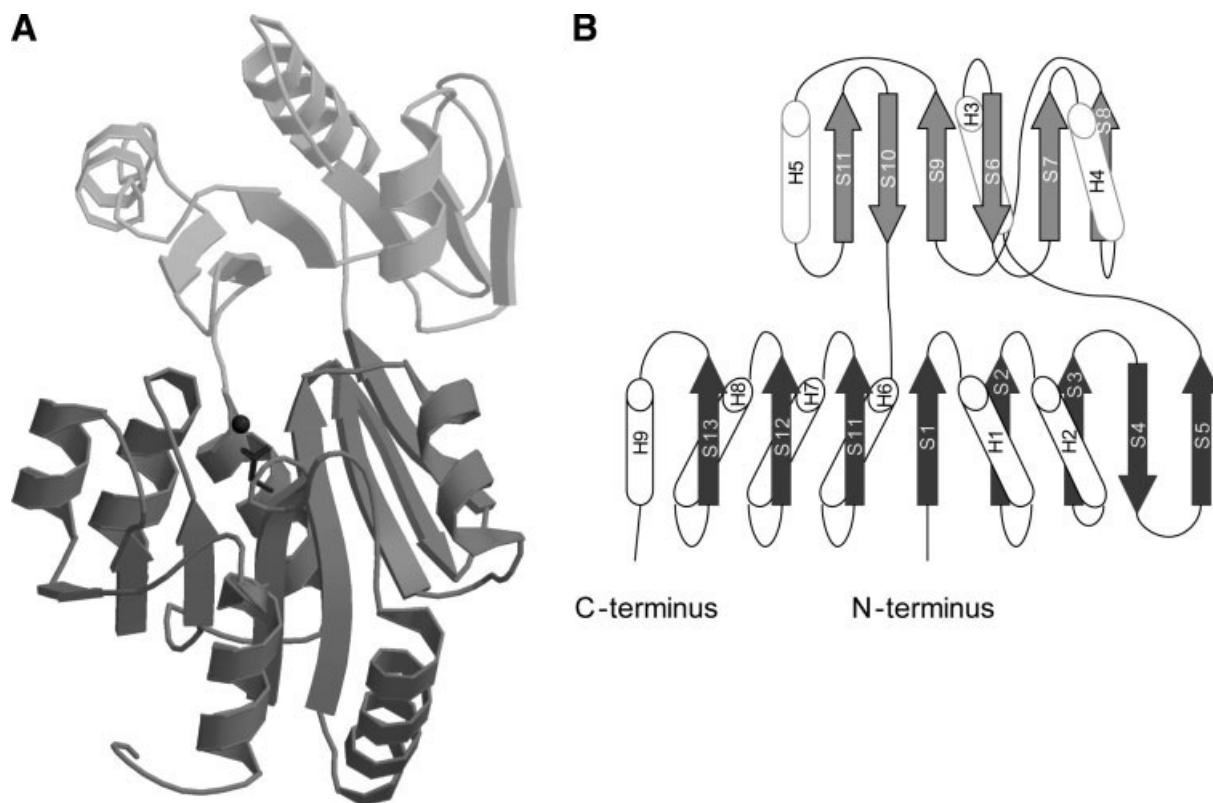 A
B
H5
S11
S10
S9
H3
S6
S7
H4
S8
H9
S13
H8
S12
H7
S11
H6
S1
H1
S2
H2
S3
S4
S5
C-terminus
N-terminus